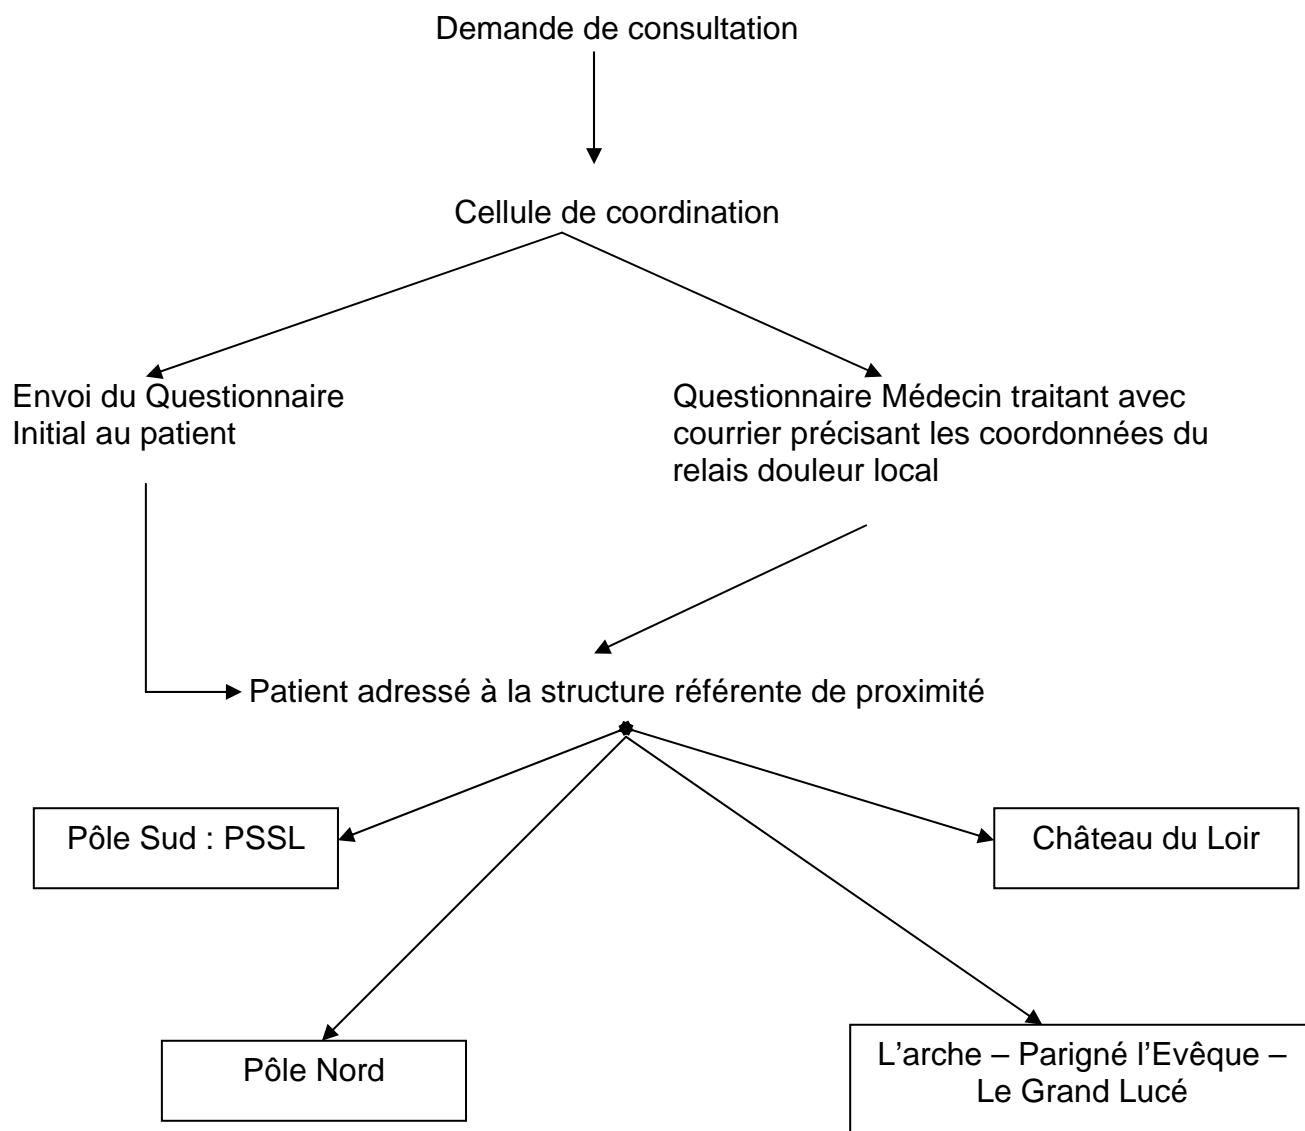 Demande de consultation
Cellule de coordination
Envoi du Questionnaire
Initial au patient
Questionnaire Médecin traitant avec
courrier précisant les coordonnées du
relais douleur local
Patient adressé à la structure référente de proximité
Pôle Sud : PSSL
Château du Loir
Pôle Nord
L’arche – Parigné l’Evêque –
Le Grand Lucé